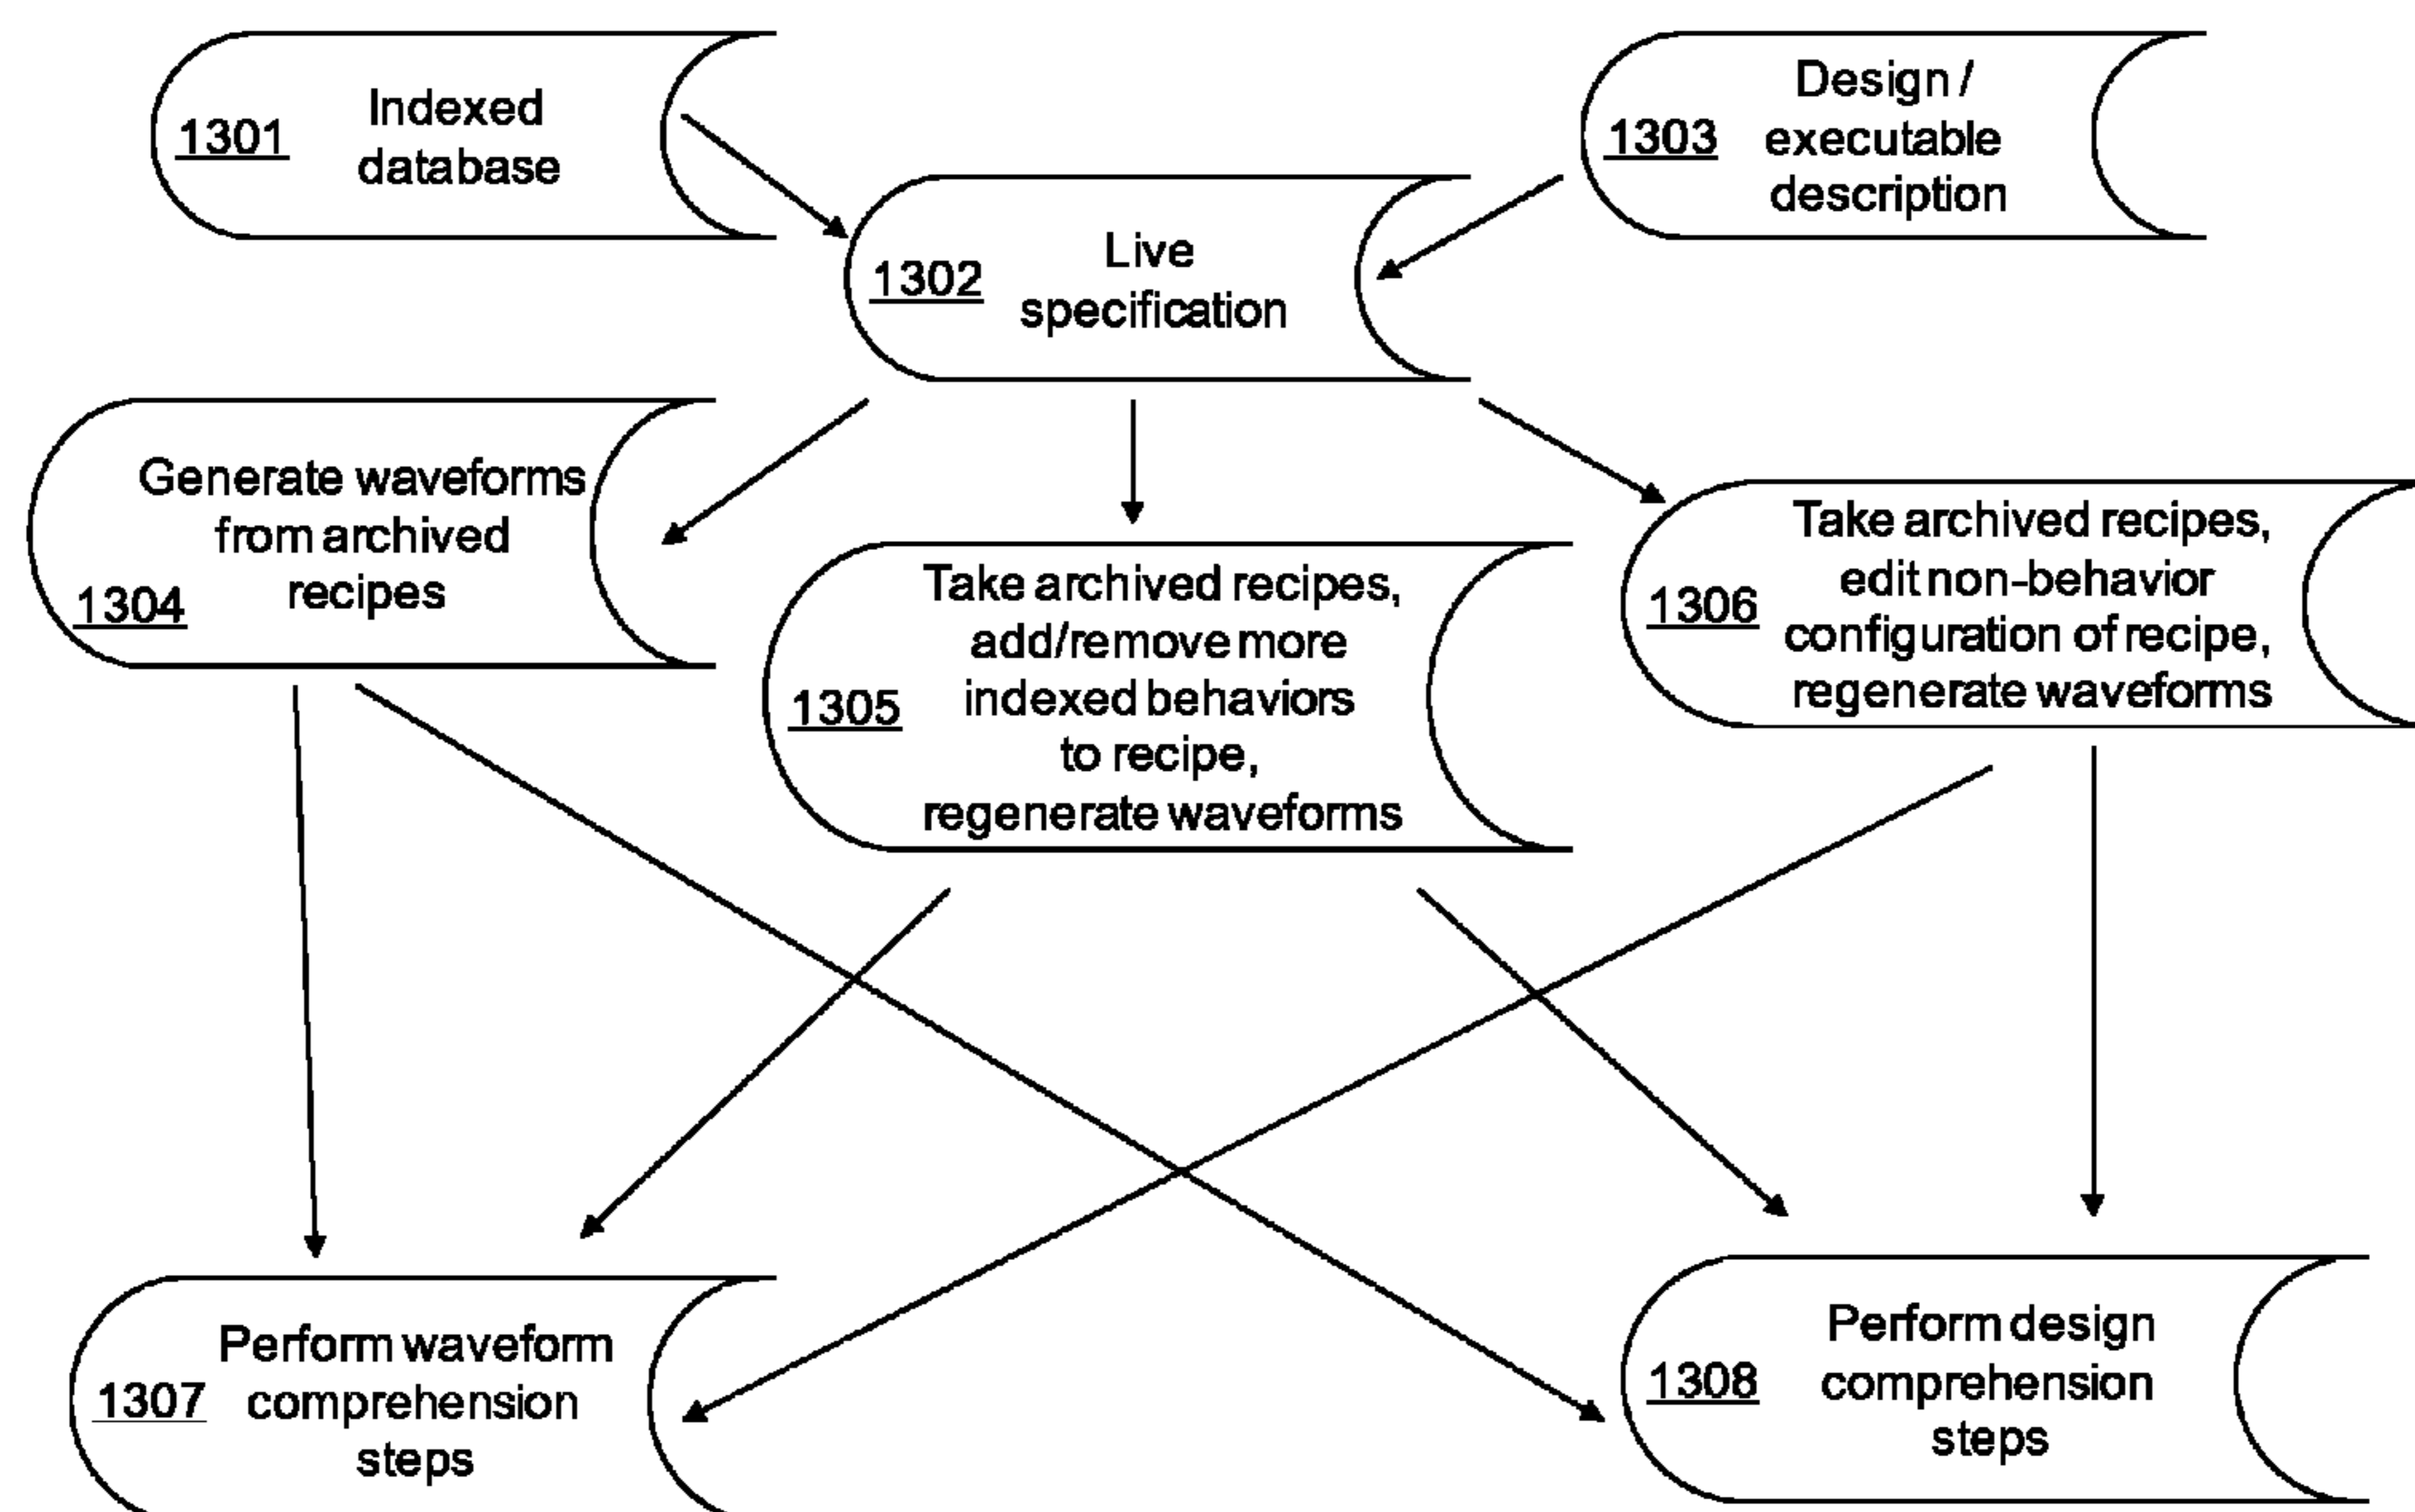 1301
Indexed
database
1303
Design /
executable
description
1302
Live
specification
1304
Generate waveforms
from archived
recipes
1305
Take archived recipes,
add/remove more
indexed behaviors
to recipe,
regenerate waveforms
1306
Take archived recipes,
edit non-behavior
configuration of recipe,
regenerate waveforms
1307
Perform waveform
comprehension
steps
1308
Perform design
comprehension
steps